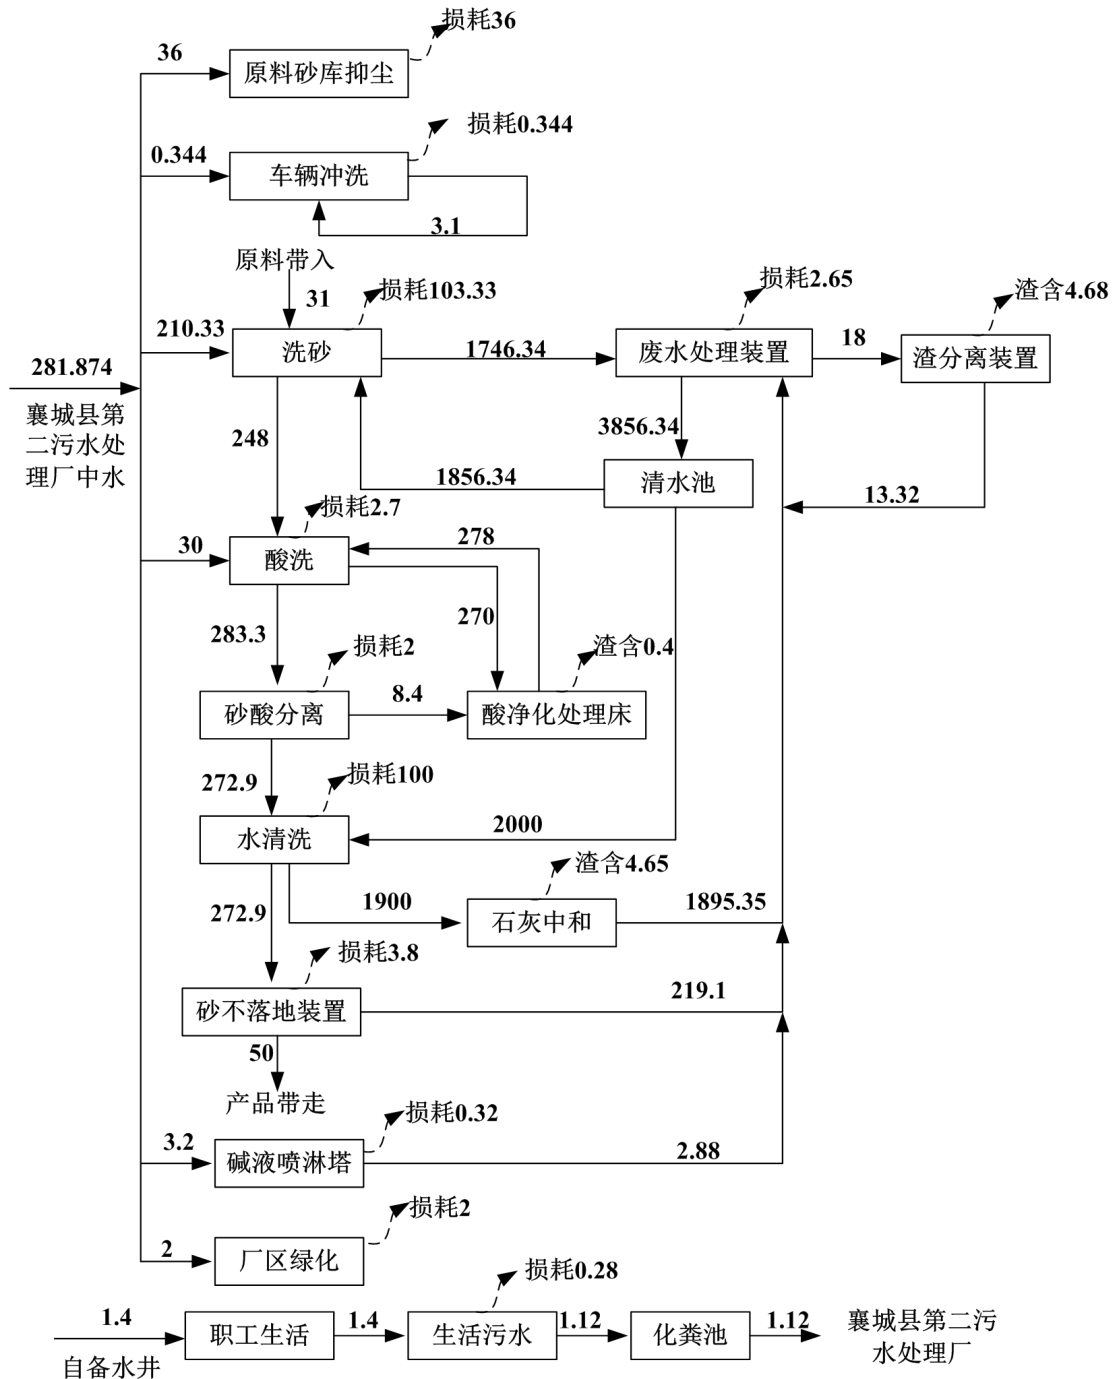 损耗36
36
原料砂库抑尘
损耗0.344
0.344
车辆冲洗
3.1
原料带入
31
损耗103.33
损耗2.65
渣含4.68
210.33
洗砂
1746.34
废水处理装置
18
渣分离装置
281.874
襄城县第
二污水处
理厂中水
248
3856.34
1856.34
清水池
13.32
损耗2.7
30
酸洗
278
270
283.3
损耗2
渣含0.4
砂酸分离
8.4
酸净化处理床
272.9
损耗100
水清洗
2000
渣含4.65
272.9
1900
石灰中和
1895.35
损耗3.8
砂不落地装置
219.1
50
产品带走
损耗0.32
3.2
碱液喷淋塔
2.88
损耗2
2
厂区绿化
损耗0.28
1.4
自备水井
职工生活
1.4
生活污水
1.12
化粪池
1.12
襄城县第二污
水处理厂